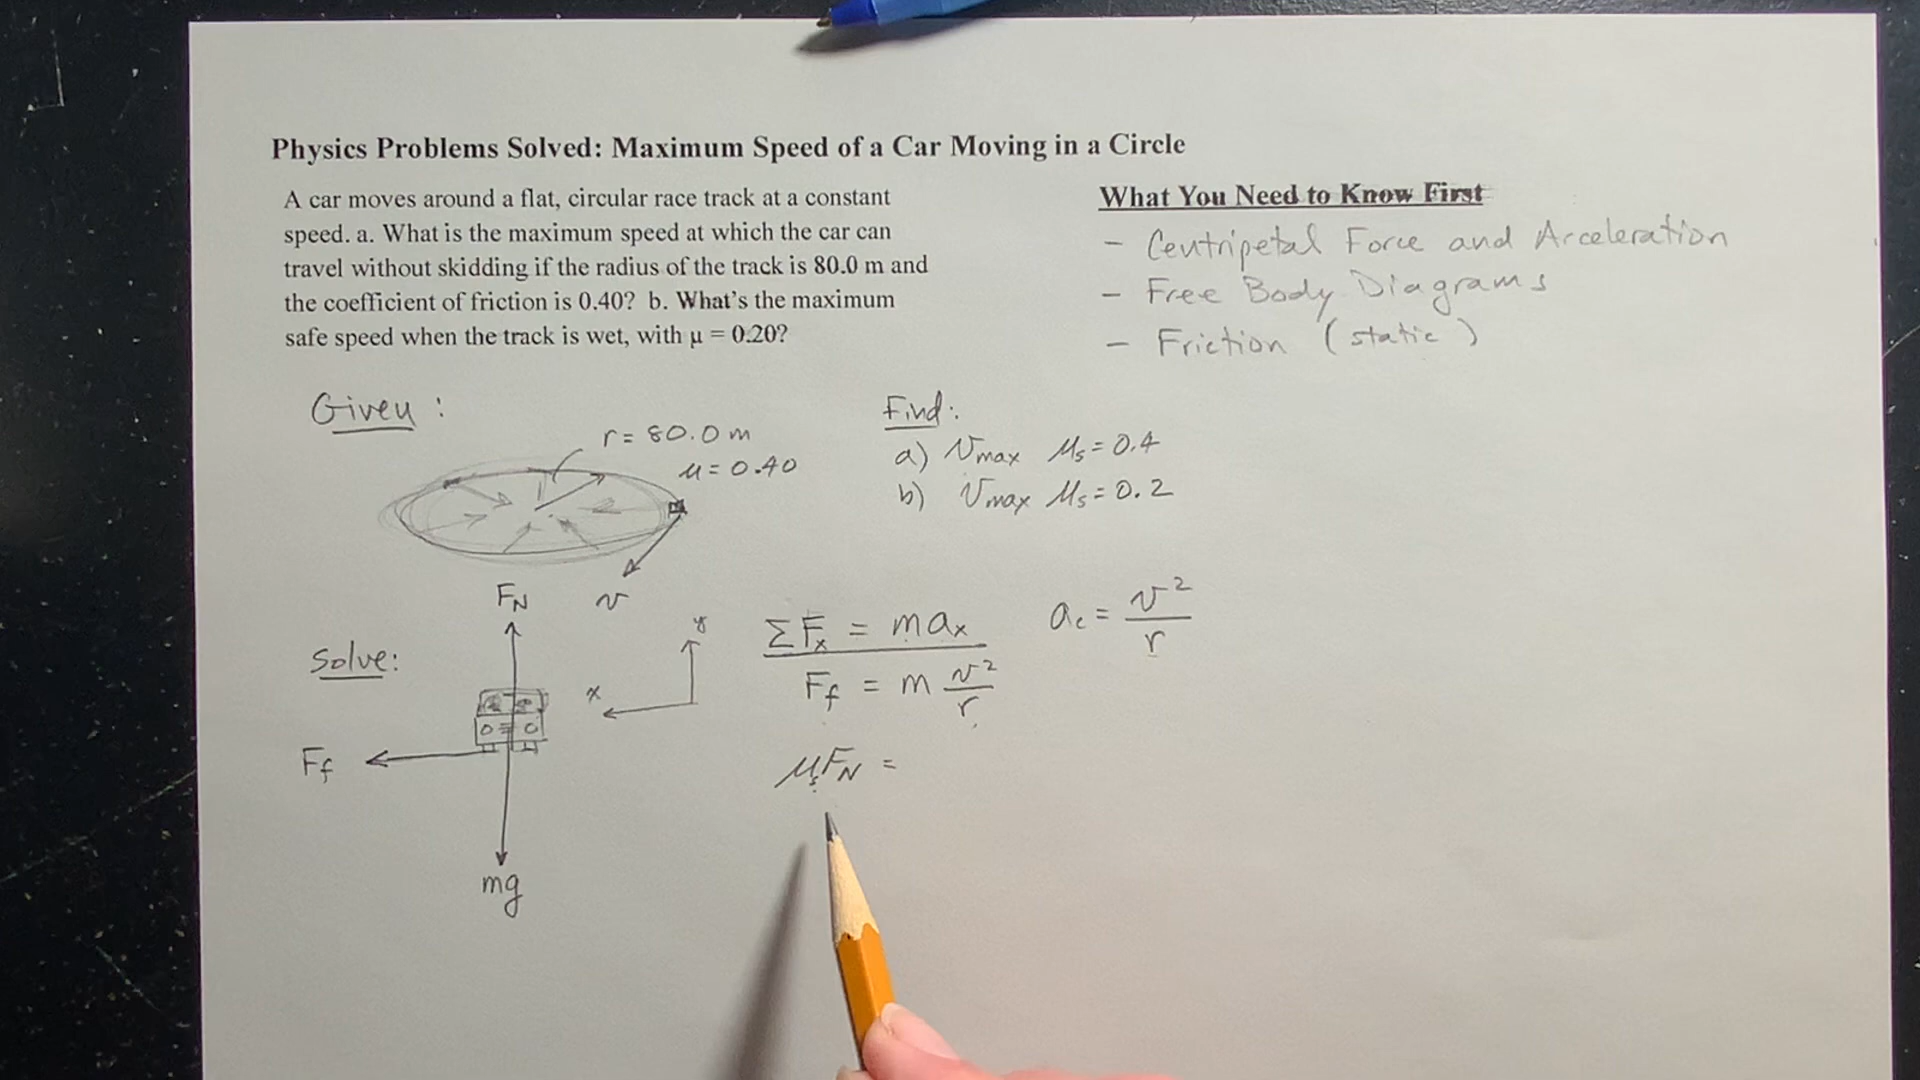 Physics Problems Solved: Maximum Speed of a Car Moving in a Circle
A car moves around a flat, circular race track at a constant
speed. a. What is the maximum speed at which the car can
travel without skidding if the radius of the track is 80.0 m and
the coefficient of friction is 0.40? b. What's the maximum
safe speed when the track is wet, with μ = 0.20?
What You Need to Know First
- Centripetal Force and Acceleration
- Free Body Diagrams
- Friction (static)
Given:
r = 80.0 m
μ = 0.40
v
Find:
a) vmax μs = 0.4
b) vmax μs = 0.2
Solve:
FN
Ff
mg
y
x
ΣFx = max
Ff = m v²/r
μsFN =
ac = v²/r